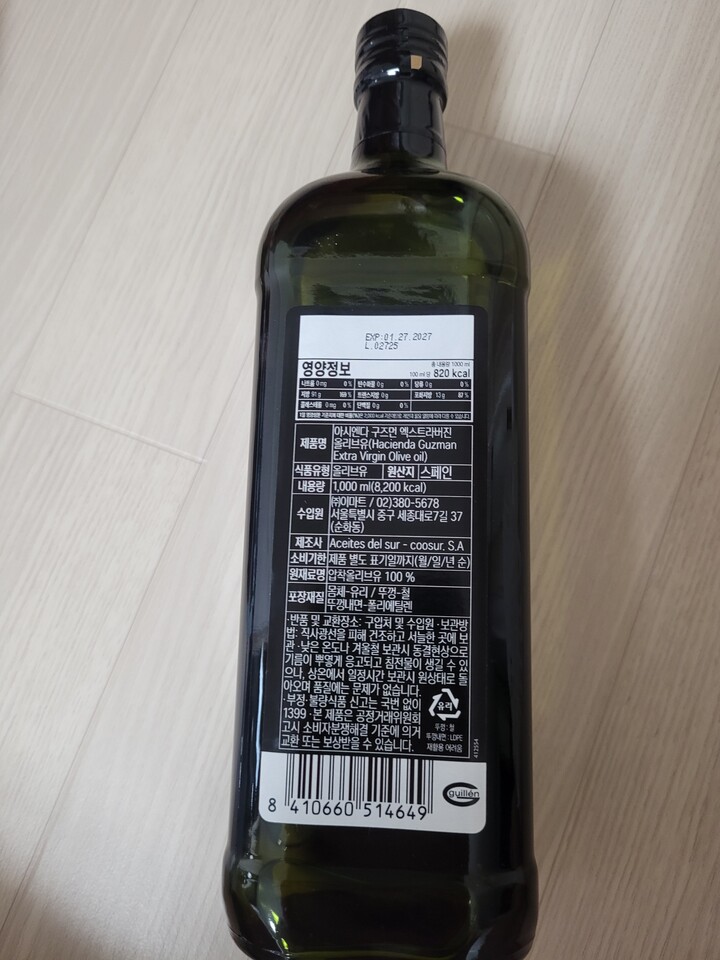 EXP:01.27.2027
L.02725
영양정보 총 내용량 1000 ml
100 ml 당 820 kcal
나트륨 0 mg 0 % 탄수화물 0 g 0 % 당류 0 g 0 %
지방 91 g 169 % 트랜스지방 0 g 포화지방 13 g 87 %
콜레스테롤 0 mg 0 % 단백질 0 g 0 %
제품명 아시엔다 구즈먼 엑스트라버진
올리브유(Hacienda Guzman
Extra Virgin Olive oil)
식품유형 올리브유 원산지 스페인
내용량 1,000 ml(8,200 kcal)
수입원 ㈜이마트 / 02)380-5678
서울특별시 중구 세종대로7길 37
(순화동)
제조사 Aceites del sur - coosur. S.A
소비기한 제품 별도 표기일까지(월/일/년 순)
원재료명 압착올리브유 100 %
포장재질 몸체-유리 / 뚜껑-철
뚜껑내면-폴리에틸렌
·반품 및 교환장소: 구입처 및 수입원 ·보관방
법: 직사광선을 피해 건조하고 서늘한 곳에 보
관 ·낮은 온도나 겨울철 보관시 동결현상으로
기름이 뿌옇게 응고되고 침전물이 생길 수 있
으나, 상온에서 일정시간 보관시 원상태로 돌
아오며 품질에는 문제가 없습니다.
·부정·불량식품 신고는 국번 없이
1399 ·본 제품은 공정거래위원회
고시 소비자분쟁해결 기준에 의거
교환 또는 보상받을 수 있습니다.
유리
뚜껑 : 철
뚜껑내면 : LDPE
재활용 어려움
412554
8 410660 514649
guillén